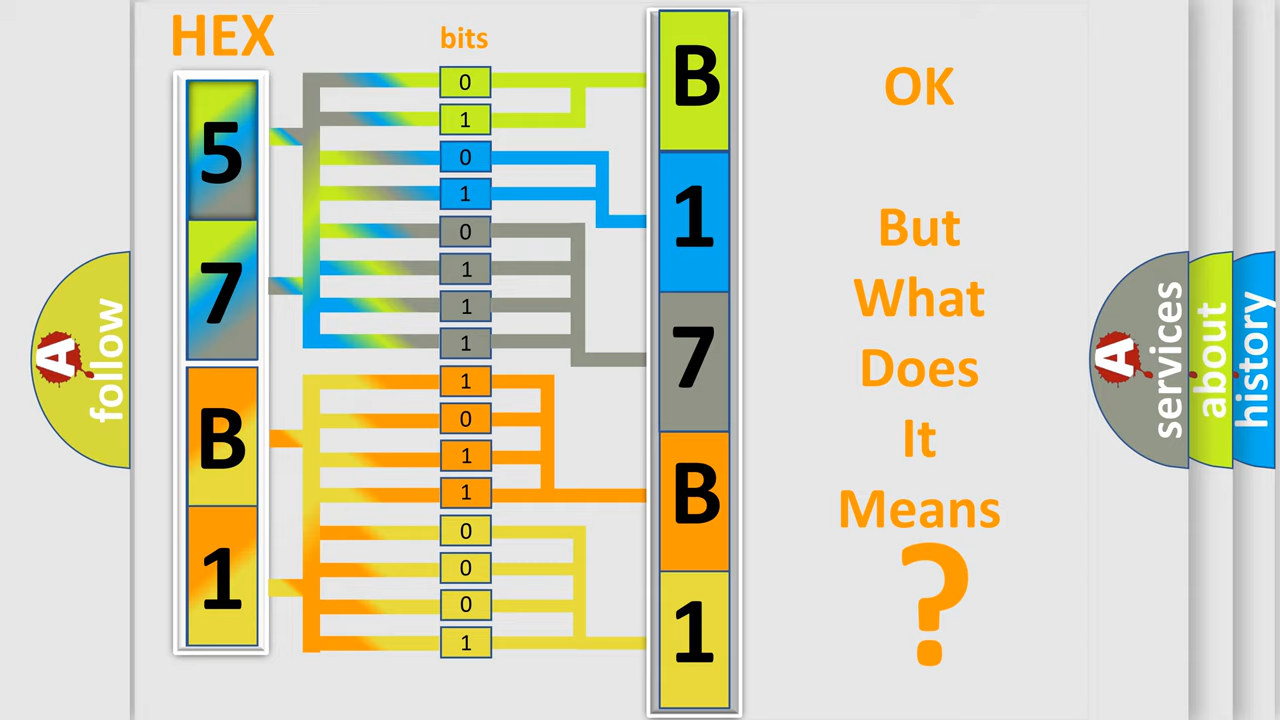 HEX
bits
5
7
B
1
0
1
0
1
0
1
1
1
1
0
1
1
0
0
0
1
B
1
7
B
1
OK
But
What
Does
It
Means
?
A
follow
A
services
about
history